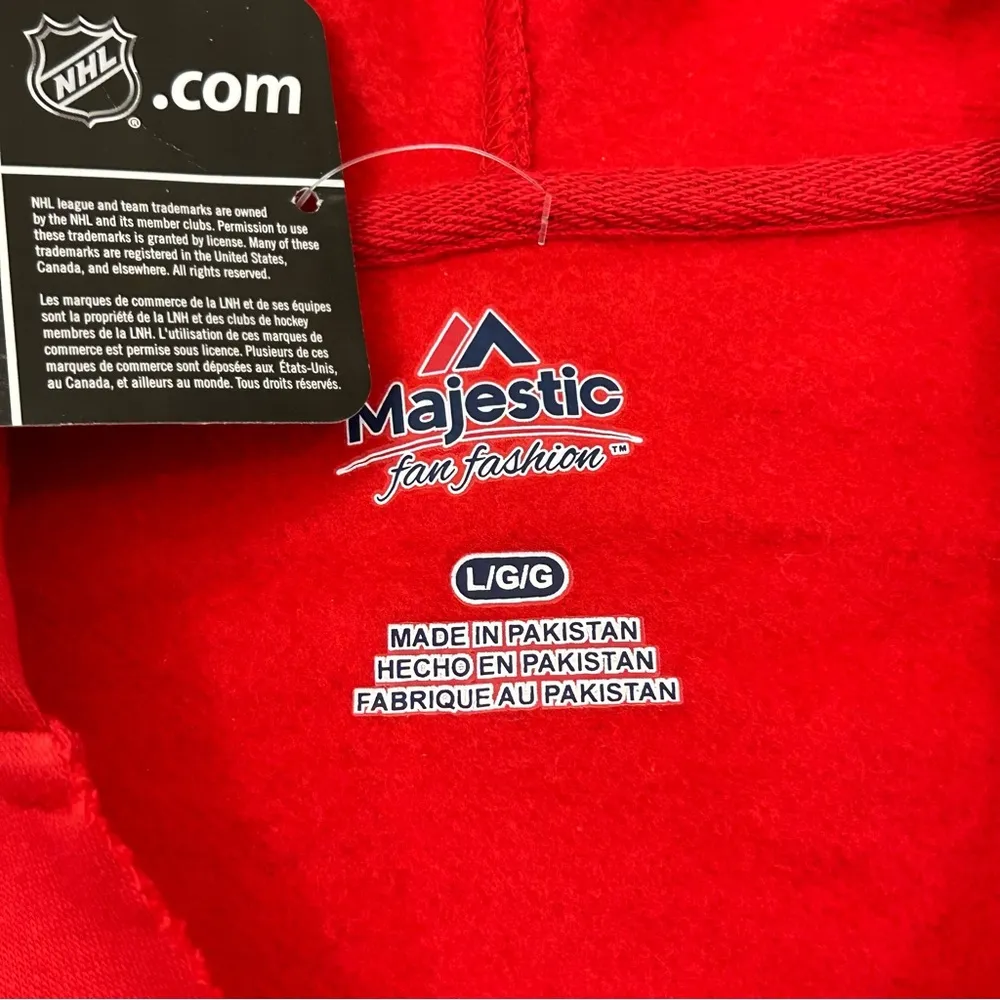 NHL
.com
®
NHL league and team trademarks are owned
by the NHL and its member clubs. Permission to use
these trademarks is granted by license. Many of these
trademarks are registered in the United States,
Canada, and elsewhere. All rights reserved.
Les marques de commerce de la LNH et de ses équipes
sont la propriété de la LNH et des clubs de hockey
membres de la LNH. L'utilisation de ces marques de
commerce est permise sous licence. Plusieurs de ces
marques de commerce sont déposées aux États-Unis,
au Canada, et ailleurs au monde. Tous droits réservés.
Majestic
fan fashion™
L/G/G
MADE IN PAKISTAN
HECHO EN PAKISTAN
FABRIQUE AU PAKISTAN